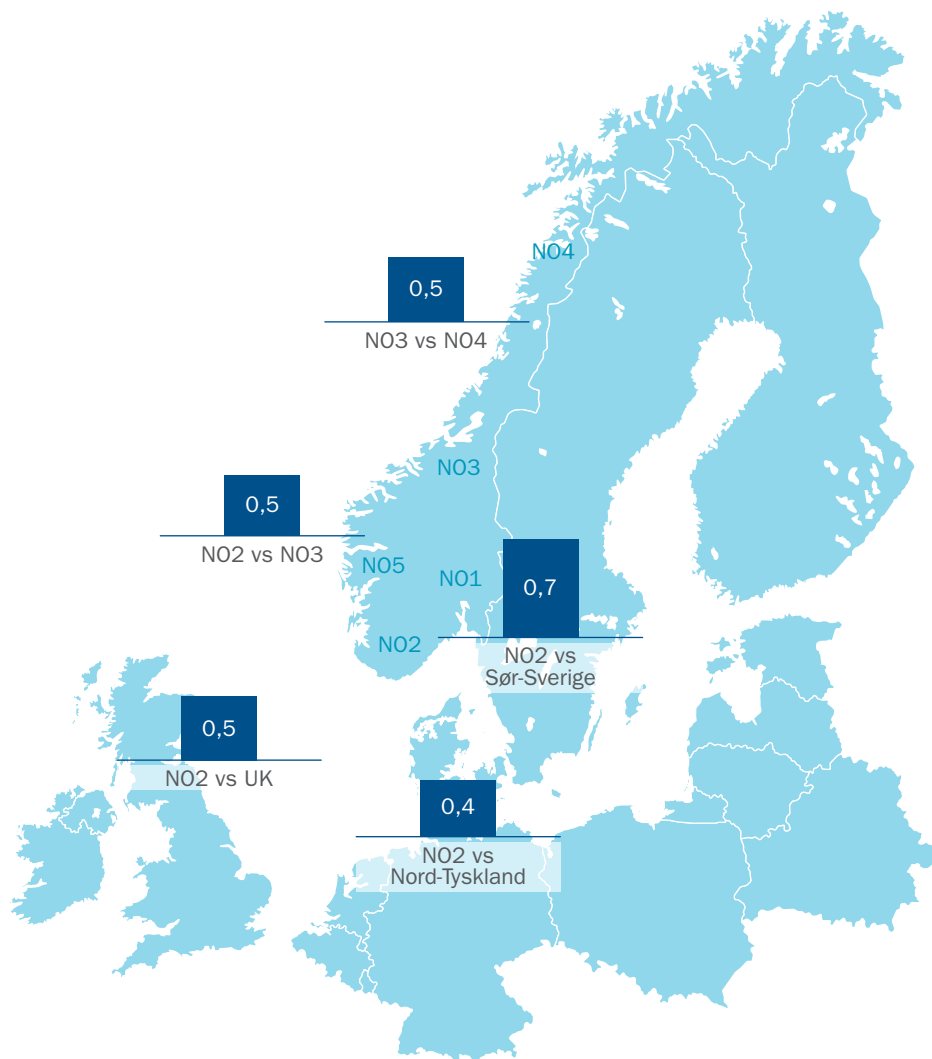 NO4
0,5
NO3 vs NO4
NO3
0,5
NO2 vs NO3
NO5
NO1
0,7
NO2
NO2 vs
Sør-Sverige
0,5
NO2 vs UK
0,4
NO2 vs
Nord-Tyskland